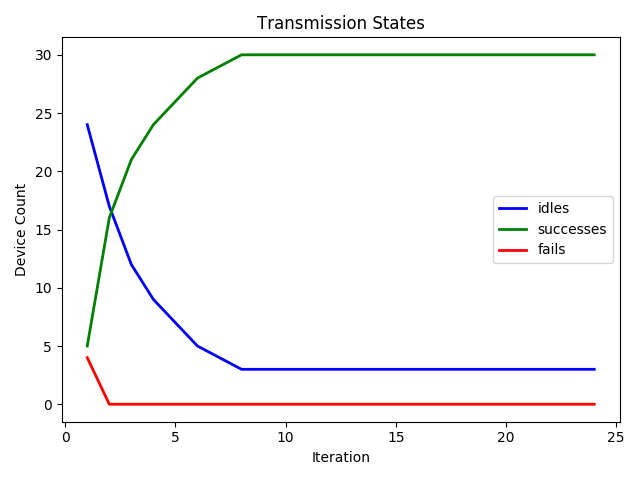 Transmission States
30
25
20
15
10
5
0
Device Count
idles
successes
fails
0 5 10 15 20 25
Iteration